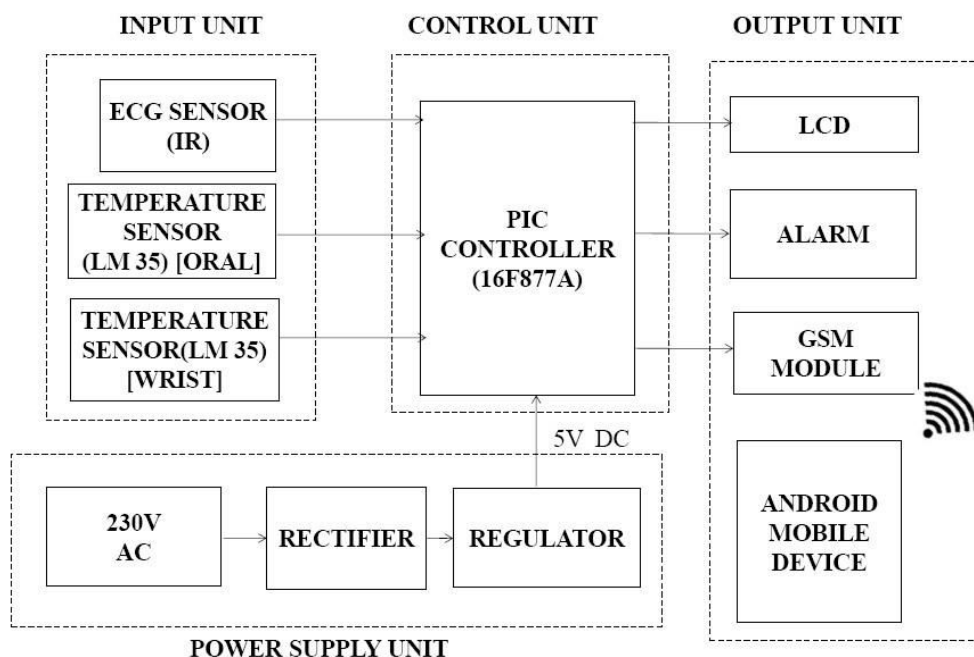 INPUT UNIT
CONTROL UNIT
OUTPUT UNIT
ECG SENSOR
(IR)
TEMPERATURE
SENSOR
(LM 35) [ORAL]
TEMPERATURE
SENSOR(LM 35)
[WRIST]
PIC
CONTROLLER
(16F877A)
LCD
ALARM
GSM
MODULE
ANDROID
MOBILE
DEVICE
5V DC
230V
AC
RECTIFIER
REGULATOR
POWER SUPPLY UNIT